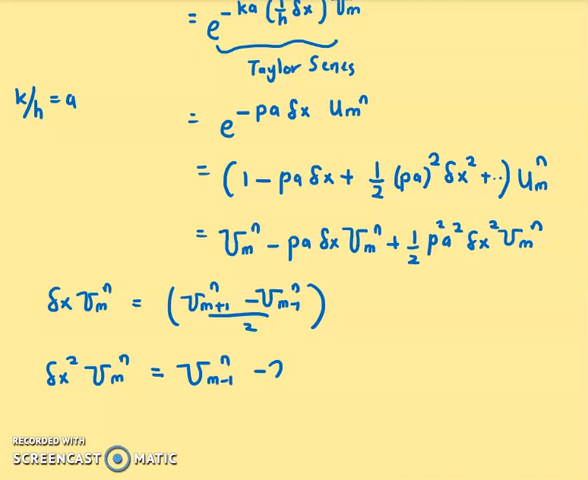 = e^{-ka (1/h δx)} U_m^n
Taylor Series
k/h = a
= e^{-pa δx} U_m^n
= (1 - pa δx + 1/2 (pa)^2 δx^2 + ..) U_m^n
= U_m^n - pa δx U_m^n + 1/2 p^2 a^2 δx^2 U_m^n
δx U_m^n = (U_{m+1}^n - U_{m-1}^n / 2)
δx^2 U_m^n = U_{m-1}^n - 2
RECORDED WITH
SCREENCAST MATIC